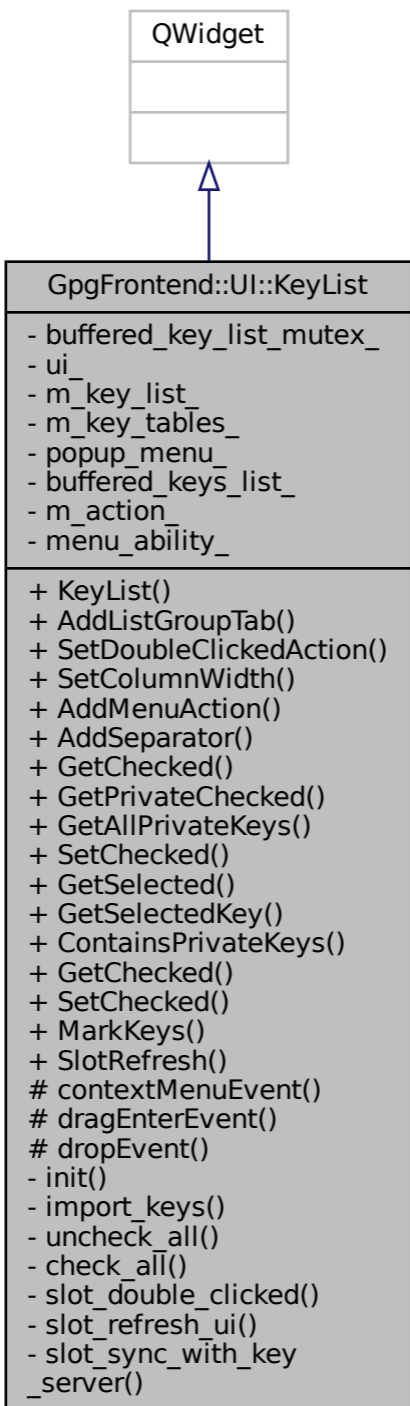 QWidget
GpgFrontend::UI::KeyList
- buffered_key_list_mutex_
- ui_
- m_key_list_
- m_key_tables_
- popup_menu_
- buffered_keys_list_
- m_action_
- menu_ability_
+ KeyList()
+ AddListGroupTab()
+ SetDoubleClickedAction()
+ SetColumnWidth()
+ AddMenuAction()
+ AddSeparator()
+ GetChecked()
+ GetPrivateChecked()
+ GetAllPrivateKeys()
+ SetChecked()
+ GetSelected()
+ GetSelectedKey()
+ ContainsPrivateKeys()
+ GetChecked()
+ SetChecked()
+ MarkKeys()
+ SlotRefresh()
# contextMenuEvent()
# dragEnterEvent()
# dropEvent()
- init()
- import_keys()
- uncheck_all()
- check_all()
- slot_double_clicked()
- slot_refresh_ui()
- slot_sync_with_key
_server()